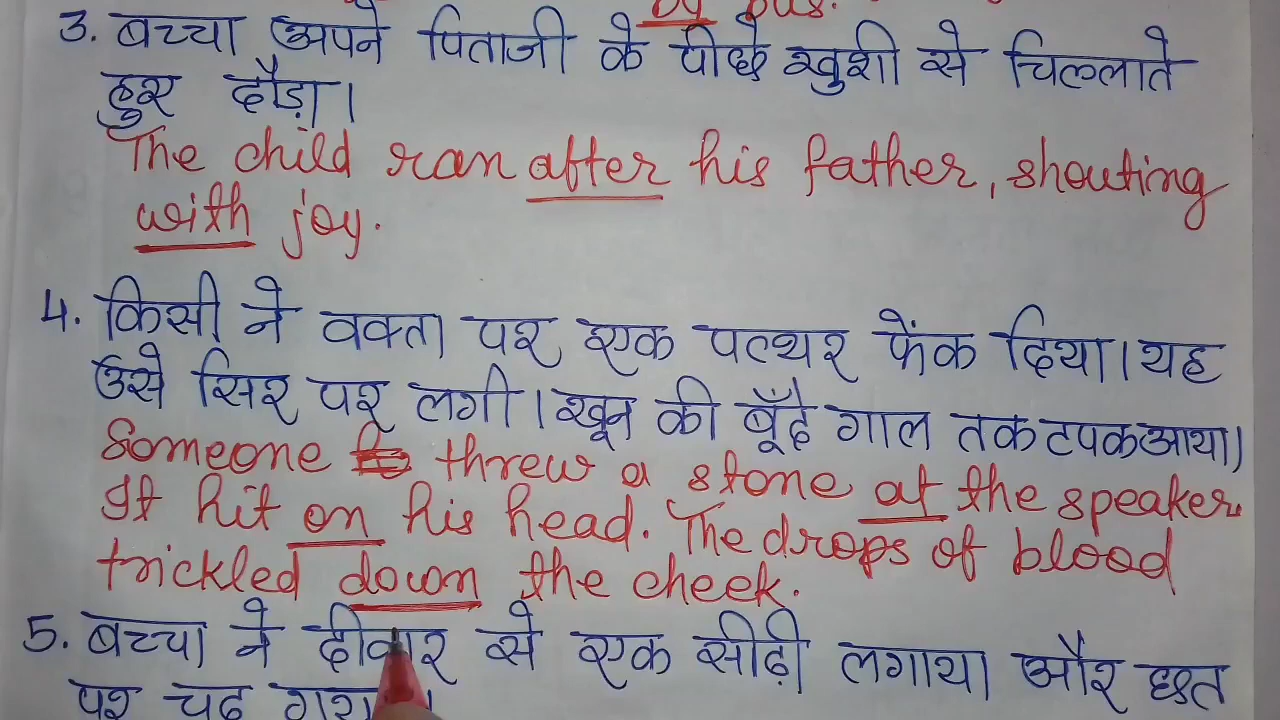 by bus.
3. बच्चा अपने पिताजी के पीछे खुशी से चिल्लाते
हुए दौड़ा।
The child ran after his father, shouting
with joy.
4. किसी ने वक्ता पर एक पत्थर फेंक दिया। यह
उसे सिर पर लगी। खून की बूँदे गाल तक टपक आया।
Someone threw a stone at the speaker.
It hit on his head. The drops of blood
trickled down the cheek.
5. बच्चा ने दीवार से एक सीढ़ी लगाया और छत
पर चढ़